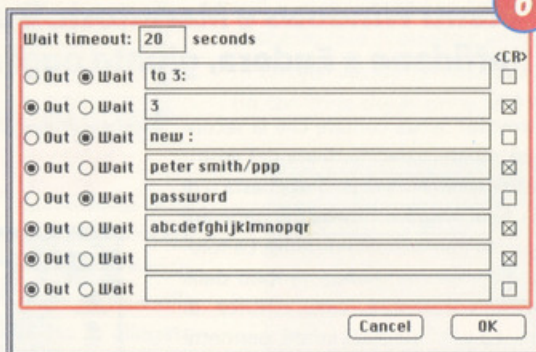 6
Wait timeout: 20 seconds
<CR>
Out Wait to 3:
Out Wait 3
Out Wait new :
Out Wait peter smith/ppp
Out Wait password
Out Wait abcdefghijklmnopqr
Out Wait
Out Wait
Cancel OK